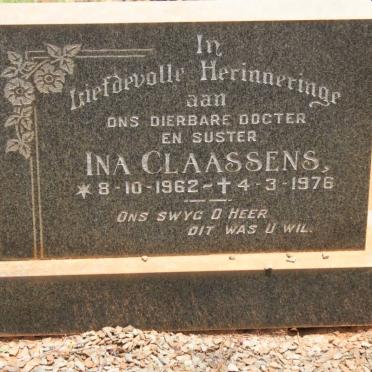 In
Liefdevolle Herinneringe
aan
ONS DIERBARE DOGTER
EN SUSTER
INA CLAASSENS,
* 8-10-1962 - † 4-3-1976
ONS SWYG O HEER
DIT WAS U WIL.